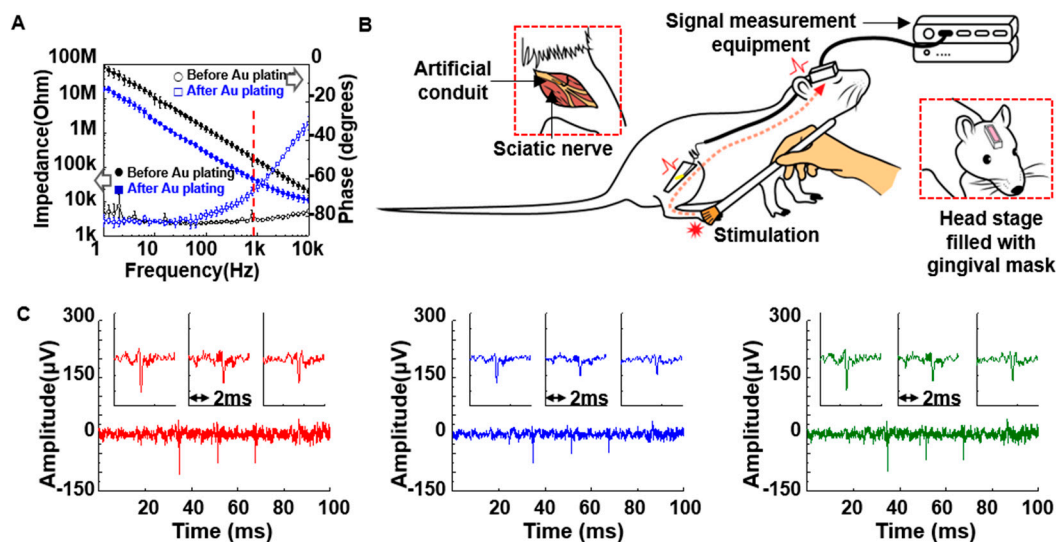 A
100M
10M
1M
100k
10k
1k
Impedance(Ohm)
Before Au plating
After Au plating
Before Au plating
After Au plating
0
-20
-40
-60
-80
Phase (degrees)
1 10 100 1k 10k
Frequency(Hz)
B
Artificial
conduit
Sciatic nerve
Signal measurement
equipment
Stimulation
Head stage
filled with
gingival mask
C
300
150
0
-150
Amplitude(μV)
2ms
20 40 60 80 100
Time (ms)
300
150
0
-150
Amplitude(μV)
2ms
20 40 60 80 100
Time (ms)
300
150
0
-150
Amplitude(μV)
2ms
20 40 60 80 100
Time (ms)